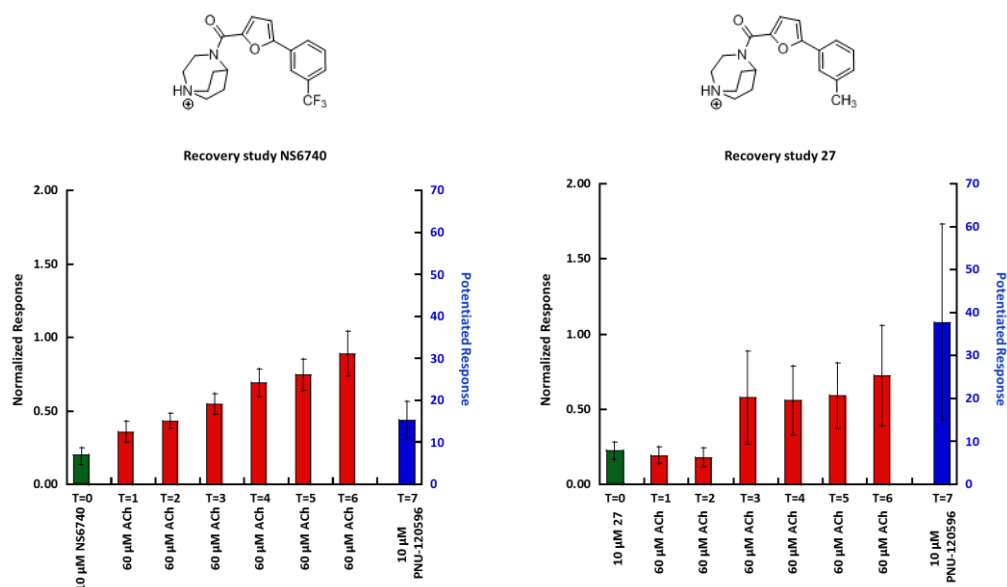 O
N
O
HN
⊕
CF3
O
N
O
HN
⊕
CH3
Recovery study NS6740
Normalized Response
2.00
1.50
1.00
0.50
0.00
70
60
50
40
30
20
10
0
Potentiated Response
T=0
T=1
T=2
T=3
T=4
T=5
T=6
T=7
10 µM NS6740
60 µM ACh
60 µM ACh
60 µM ACh
60 µM ACh
60 µM ACh
60 µM ACh
10 µM
PNU-120596
Recovery study 27
Normalized Response
2.00
1.50
1.00
0.50
0.00
70
60
50
40
30
20
10
0
Potentiated Response
T=0
T=1
T=2
T=3
T=4
T=5
T=6
T=7
10 µM 27
60 µM ACh
60 µM ACh
60 µM ACh
60 µM ACh
60 µM ACh
60 µM ACh
10 µM
PNU-120596